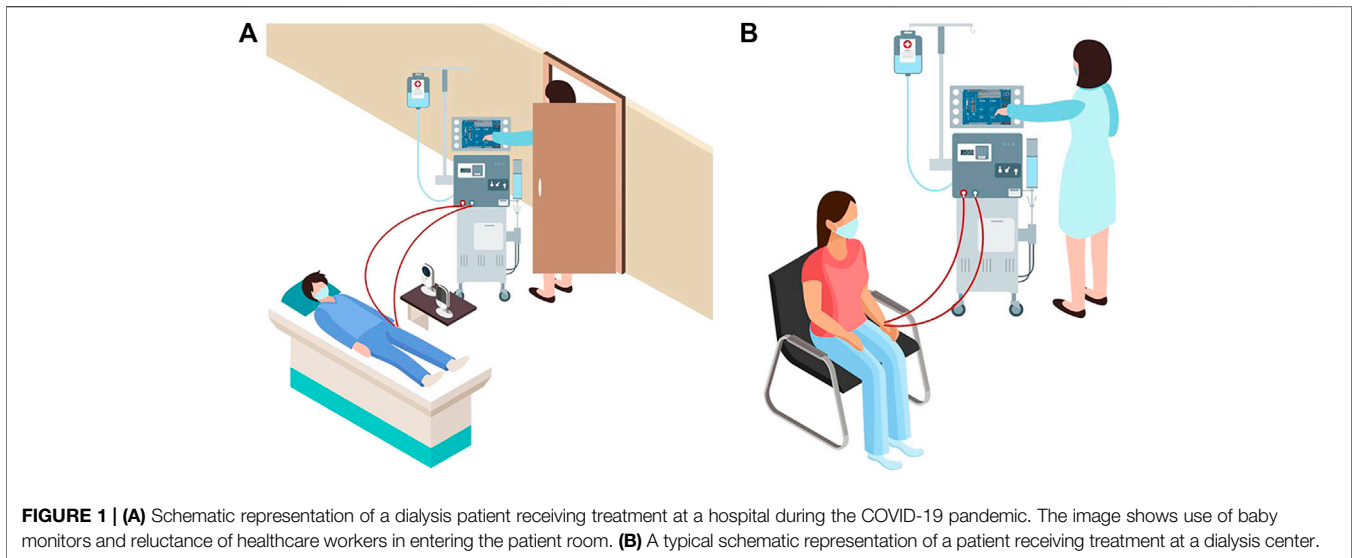 A
B
FIGURE 1 | (A) Schematic representation of a dialysis patient receiving treatment at a hospital during the COVID-19 pandemic. The image shows use of baby
monitors and reluctance of healthcare workers in entering the patient room. (B) A typical schematic representation of a patient receiving treatment at a dialysis center.